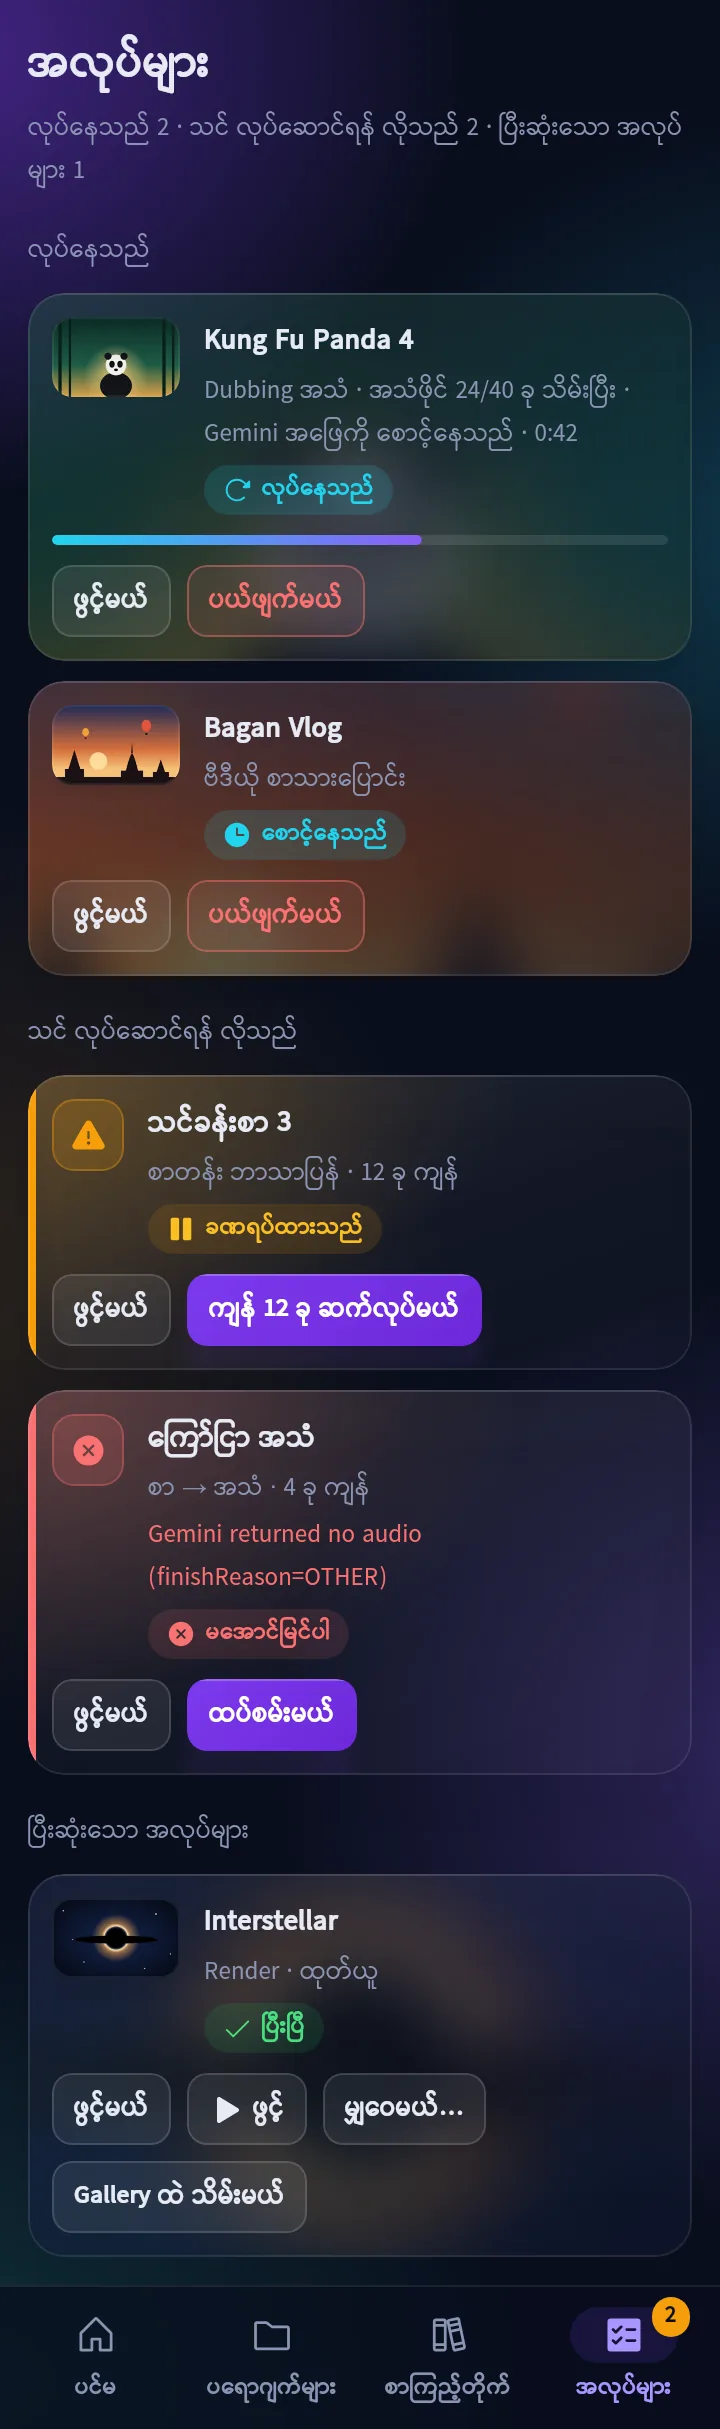 အလုပ်များ
လုပ်နေသည် 2 · သင် လုပ်ဆောင်ရန် လိုသည် 2 · ပြီးဆုံးသော အလုပ်
များ 1
လုပ်နေသည်
Kung Fu Panda 4
Dubbing အသံ · အသံဖိုင် 24/40 ခု သိမ်းပြီး ·
Gemini အဖြေကို စောင့်နေသည် · 0:42
လုပ်နေသည်
ဖွင့်မယ်
ပယ်ဖျက်မယ်
Bagan Vlog
ဗီဒီယို စာသားပြောင်း
စောင့်နေသည်
ဖွင့်မယ်
ပယ်ဖျက်မယ်
သင် လုပ်ဆောင်ရန် လိုသည်
သင်ခန်းစာ 3
စာတန်း ဘာသာပြန် · 12 ခု ကျန်
ခဏရပ်ထားသည်
ဖွင့်မယ်
ကျန် 12 ခု ဆက်လုပ်မယ်
ကြော်ငြာ အသံ
စာ → အသံ · 4 ခု ကျန်
Gemini returned no audio
(finishReason=OTHER)
မအောင်မြင်ပါ
ဖွင့်မယ်
ထပ်စမ်းမယ်
ပြီးဆုံးသော အလုပ်များ
Interstellar
Render · ထုတ်ယူ
ပြီးပြီ
ဖွင့်မယ်
ဖွင့်
မျှဝေမယ်…
Gallery ထဲ သိမ်းမယ်
2
ပင်မ
ပရောဂျက်များ
စာကြည့်တိုက်
အလုပ်များ